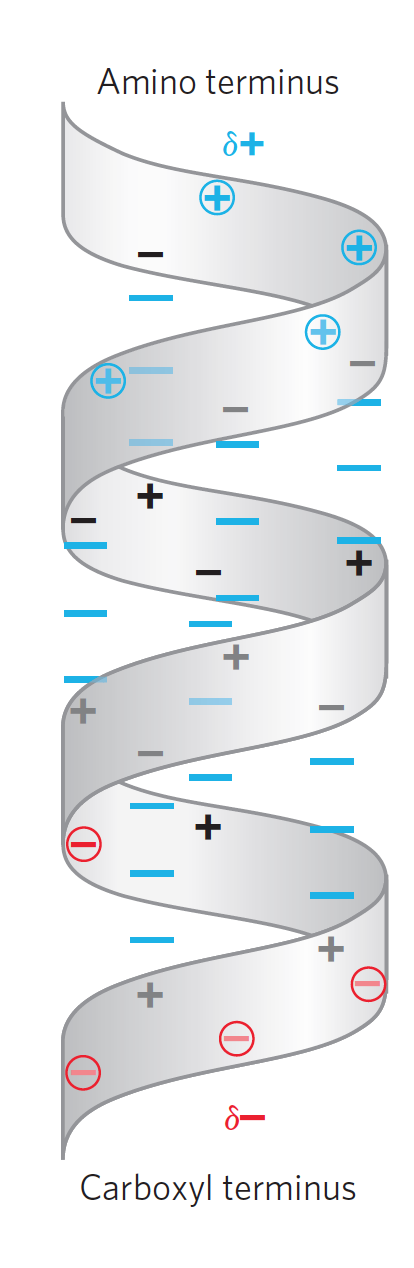 Amino terminus
δ+
δ−
Carboxyl terminus